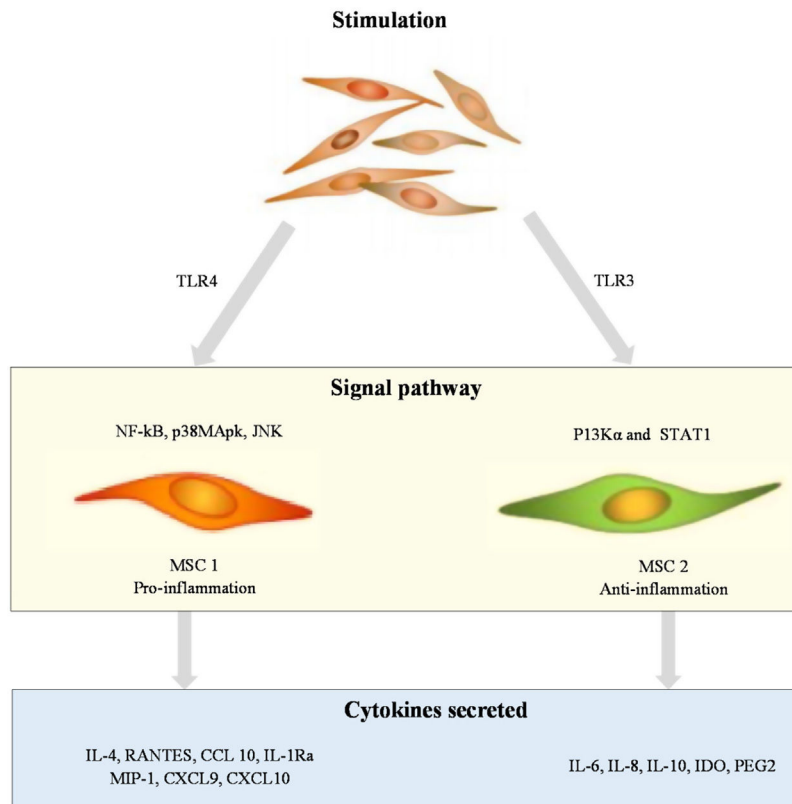 Stimulation
TLR4
TLR3
Signal pathway
NF-kB, p38MApk, JNK
P13Kα and STAT1
MSC 1
Pro-inflammation
MSC 2
Anti-inflammation
Cytokines secreted
IL-4, RANTES, CCL 10, IL-1Ra
MIP-1, CXCL9, CXCL10
IL-6, IL-8, IL-10, IDO, PEG2